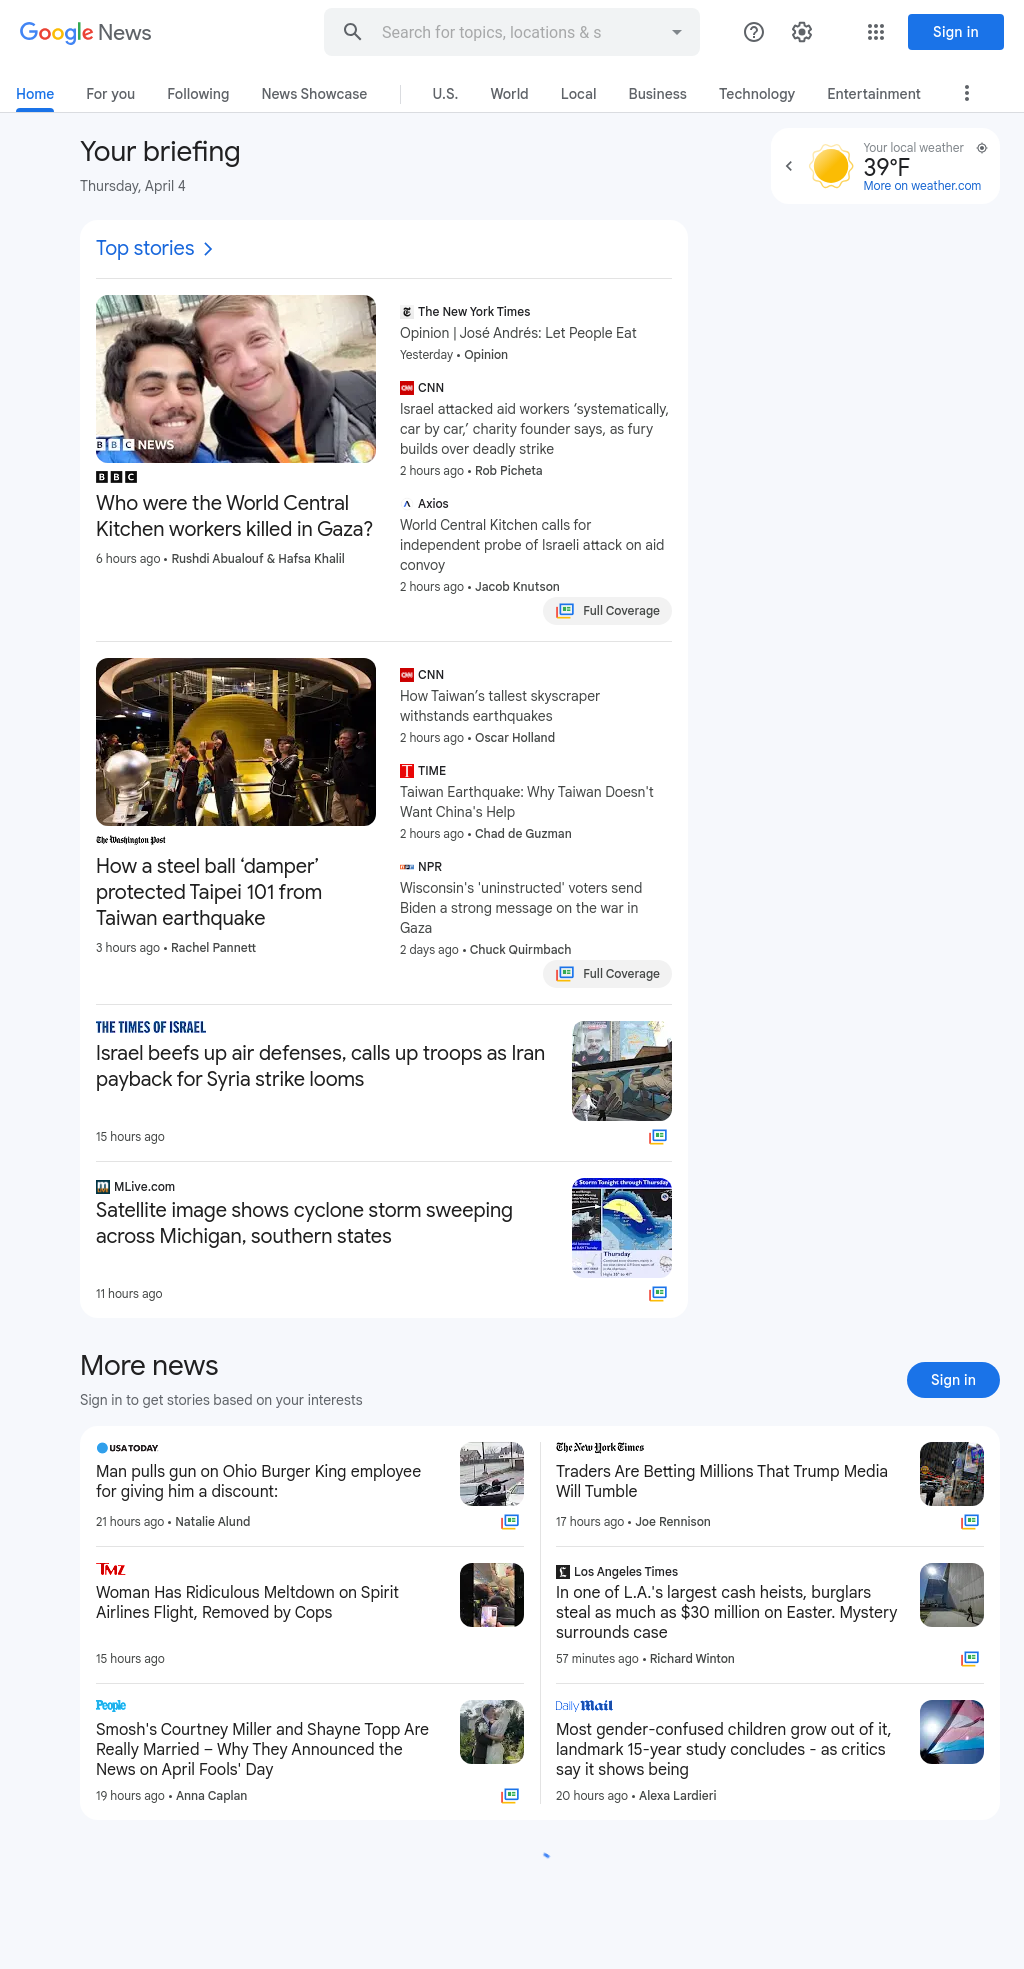 Google News
Search for topics, locations & s
Sign in
Home
For you
Following
News Showcase
U.S.
World
Local
Business
Technology
Entertainment
Your briefing
Thursday, April 4
Your local weather
39°F
More on weather.com
Top stories
BBC NEWS
BBC
Who were the World Central
Kitchen workers killed in Gaza?
6 hours ago • Rushdi Abualouf & Hafsa Khalil
The New York Times
Opinion | José Andrés: Let People Eat
Yesterday • Opinion
CNN
Israel attacked aid workers ‘systematically,
car by car,’ charity founder says, as fury
builds over deadly strike
2 hours ago • Rob Picheta
Axios
World Central Kitchen calls for
independent probe of Israeli attack on aid
convoy
2 hours ago • Jacob Knutson
Full Coverage
The Washington Post
How a steel ball ‘damper’
protected Taipei 101 from
Taiwan earthquake
3 hours ago • Rachel Pannett
CNN
How Taiwan’s tallest skyscraper
withstands earthquakes
2 hours ago • Oscar Holland
TIME
Taiwan Earthquake: Why Taiwan Doesn't
Want China's Help
2 hours ago • Chad de Guzman
NPR
Wisconsin's 'uninstructed' voters send
Biden a strong message on the war in
Gaza
2 days ago • Chuck Quirmbach
Full Coverage
THE TIMES OF ISRAEL
Israel beefs up air defenses, calls up troops as Iran
payback for Syria strike looms
15 hours ago
MLive.com
Satellite image shows cyclone storm sweeping
across Michigan, southern states
11 hours ago
Storm Tonight through Thursday
Thursday
More news
Sign in to get stories based on your interests
Sign in
USA TODAY
Man pulls gun on Ohio Burger King employee
for giving him a discount:
21 hours ago • Natalie Alund
The New York Times
Traders Are Betting Millions That Trump Media
Will Tumble
17 hours ago • Joe Rennison
TMZ
Woman Has Ridiculous Meltdown on Spirit
Airlines Flight, Removed by Cops
15 hours ago
Los Angeles Times
In one of L.A.'s largest cash heists, burglars
steal as much as $30 million on Easter. Mystery
surrounds case
57 minutes ago • Richard Winton
People
Smosh's Courtney Miller and Shayne Topp Are
Really Married – Why They Announced the
News on April Fools' Day
19 hours ago • Anna Caplan
Daily Mail
Most gender-confused children grow out of it,
landmark 15-year study concludes - as critics
say it shows being
20 hours ago • Alexa Lardieri